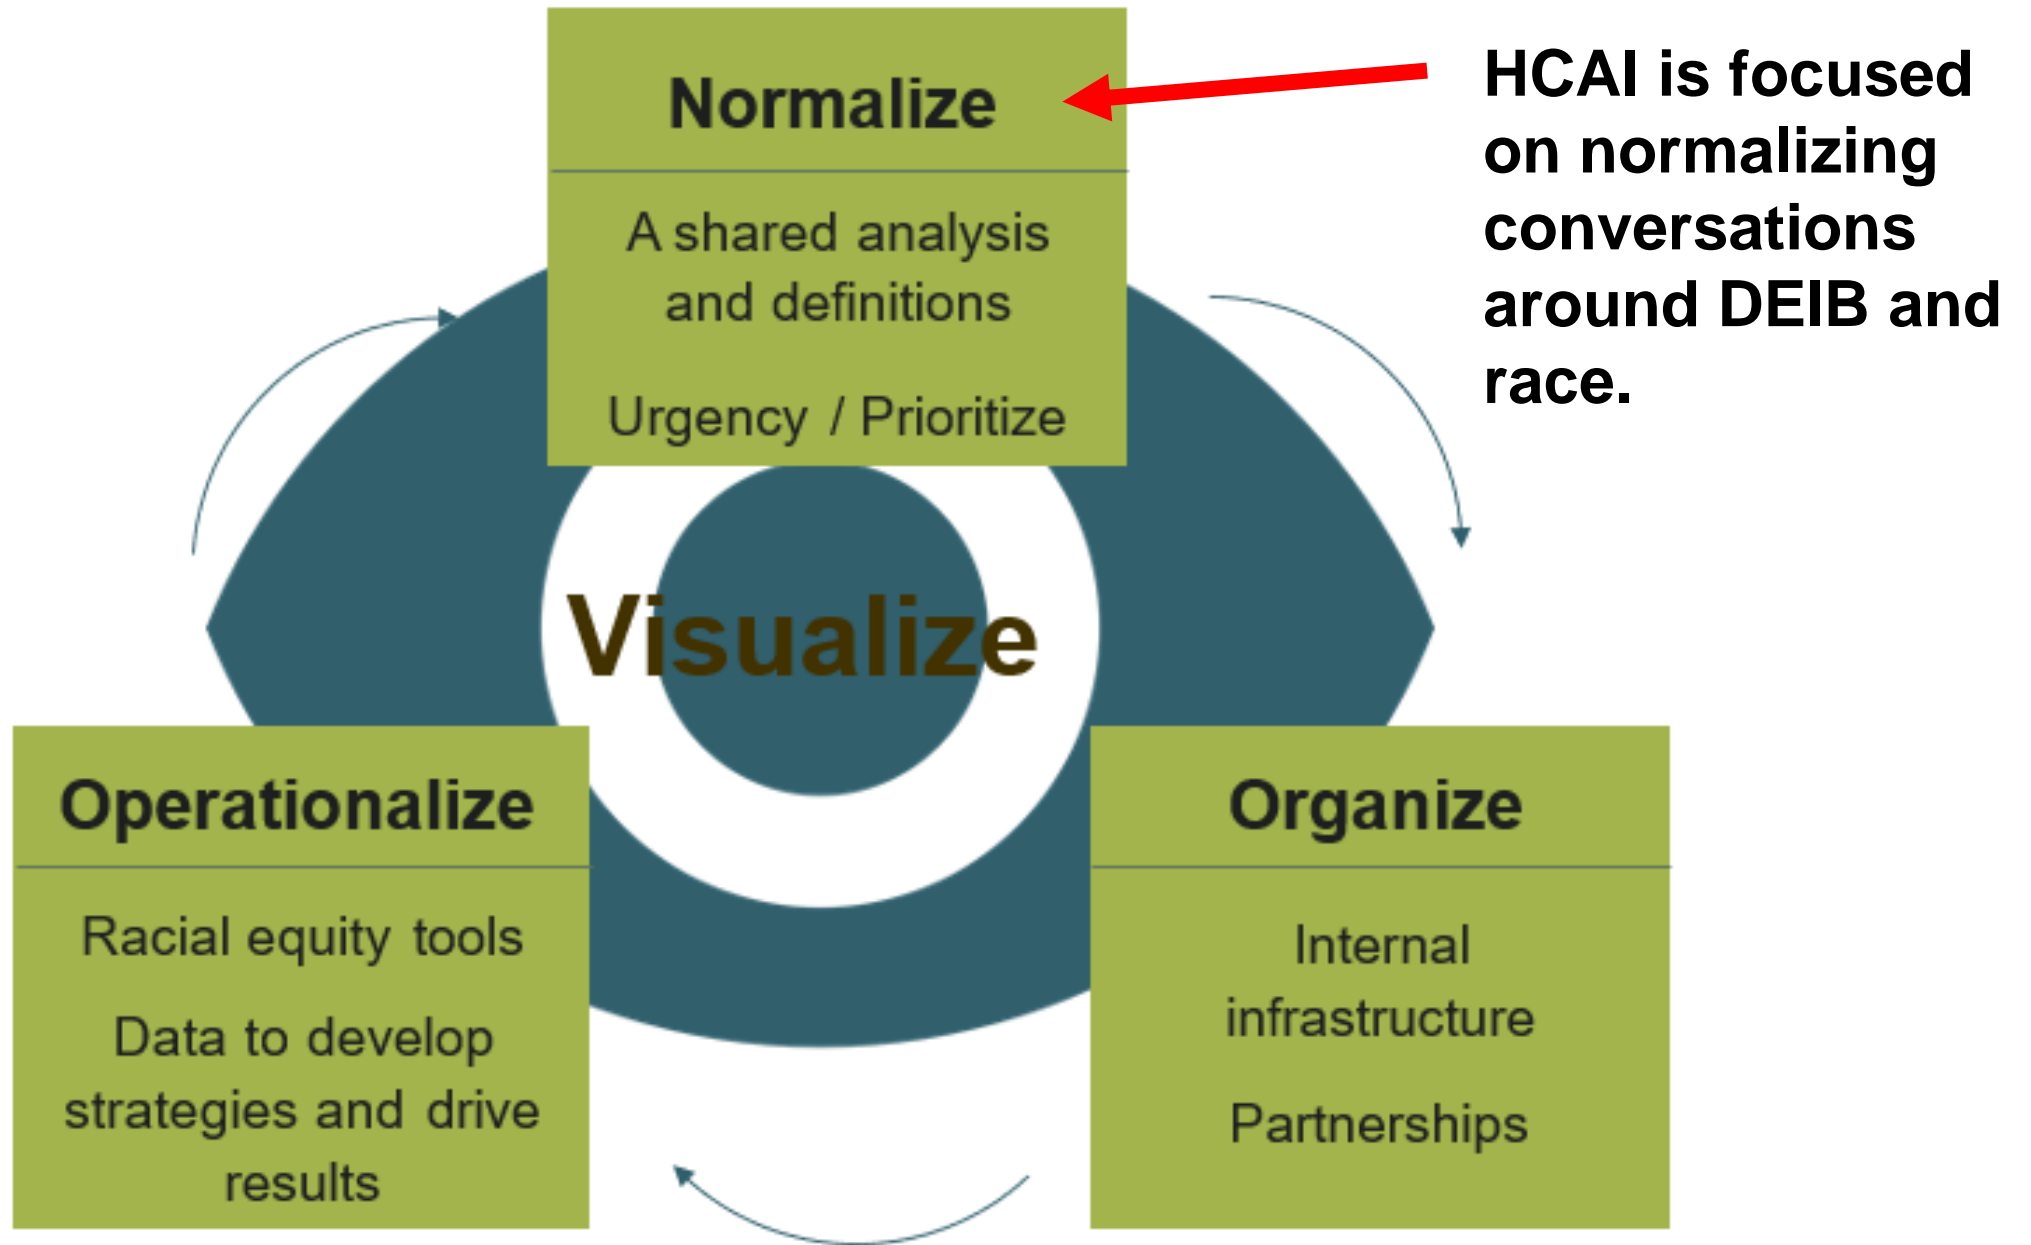 Normalize
A shared analysis
and definitions
Urgency / Prioritize
HCAI is focused
on normalizing
conversations
around DEIB and
race.
Visualize
Operationalize
Racial equity tools
Data to develop
strategies and drive
results
Organize
Internal
infrastructure
Partnerships